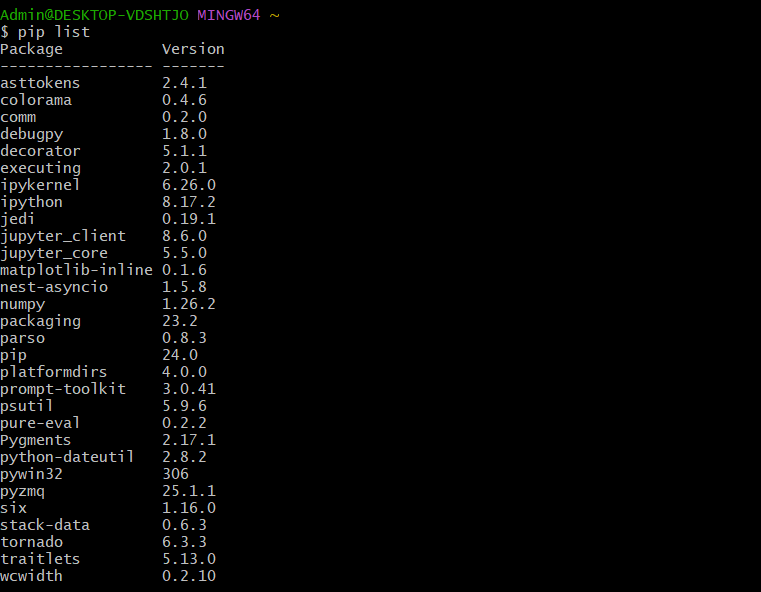 Admin@DESKTOP-VDSHTJO MINGW64 ~
$ pip list
Package           Version
----------------- -------
asttokens         2.4.1
colorama          0.4.6
comm              0.2.0
debugpy           1.8.0
decorator         5.1.1
executing         2.0.1
ipykernel         6.26.0
ipython           8.17.2
jedi              0.19.1
jupyter_client    8.6.0
jupyter_core      5.5.0
matplotlib-inline 0.1.6
nest-asyncio      1.5.8
numpy             1.26.2
packaging         23.2
parso             0.8.3
pip               24.0
platformdirs      4.0.0
prompt-toolkit    3.0.41
psutil            5.9.6
pure-eval         0.2.2
Pygments          2.17.1
python-dateutil   2.8.2
pywin32           306
pyzmq             25.1.1
six               1.16.0
stack-data        0.6.3
tornado           6.3.3
traitlets         5.13.0
wcwidth           0.2.10